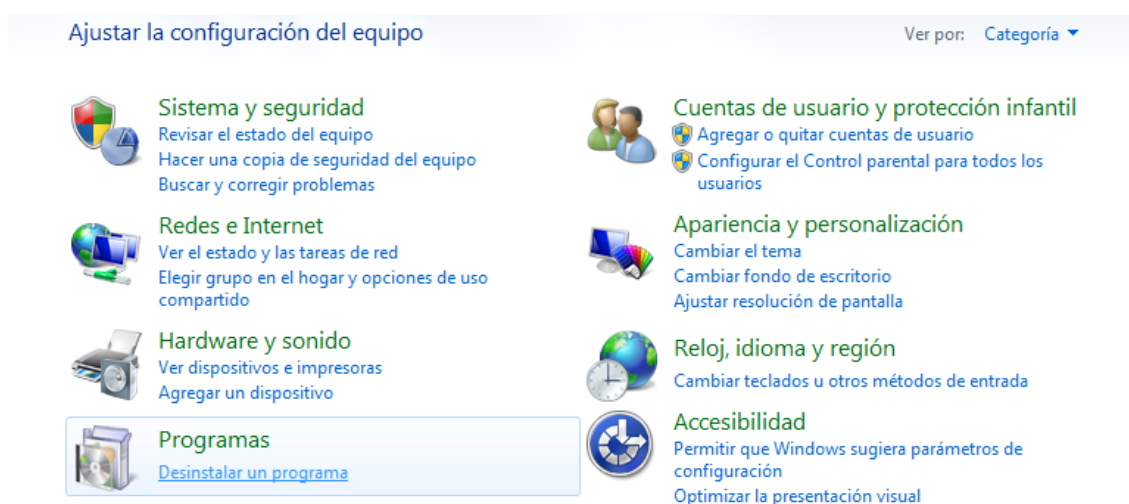 Ajustar la configuración del equipo
Ver por: Categoría
Sistema y seguridad
Revisar el estado del equipo
Hacer una copia de seguridad del equipo
Buscar y corregir problemas
Redes e Internet
Ver el estado y las tareas de red
Elegir grupo en el hogar y opciones de uso
compartido
Hardware y sonido
Ver dispositivos e impresoras
Agregar un dispositivo
Programas
Desinstalar un programa
Cuentas de usuario y protección infantil
Agregar o quitar cuentas de usuario
Configurar el Control parental para todos los
usuarios
Apariencia y personalización
Cambiar el tema
Cambiar fondo de escritorio
Ajustar resolución de pantalla
Reloj, idioma y región
Cambiar teclados u otros métodos de entrada
Accesibilidad
Permitir que Windows sugiera parámetros de
configuración
Optimizar la presentación visual